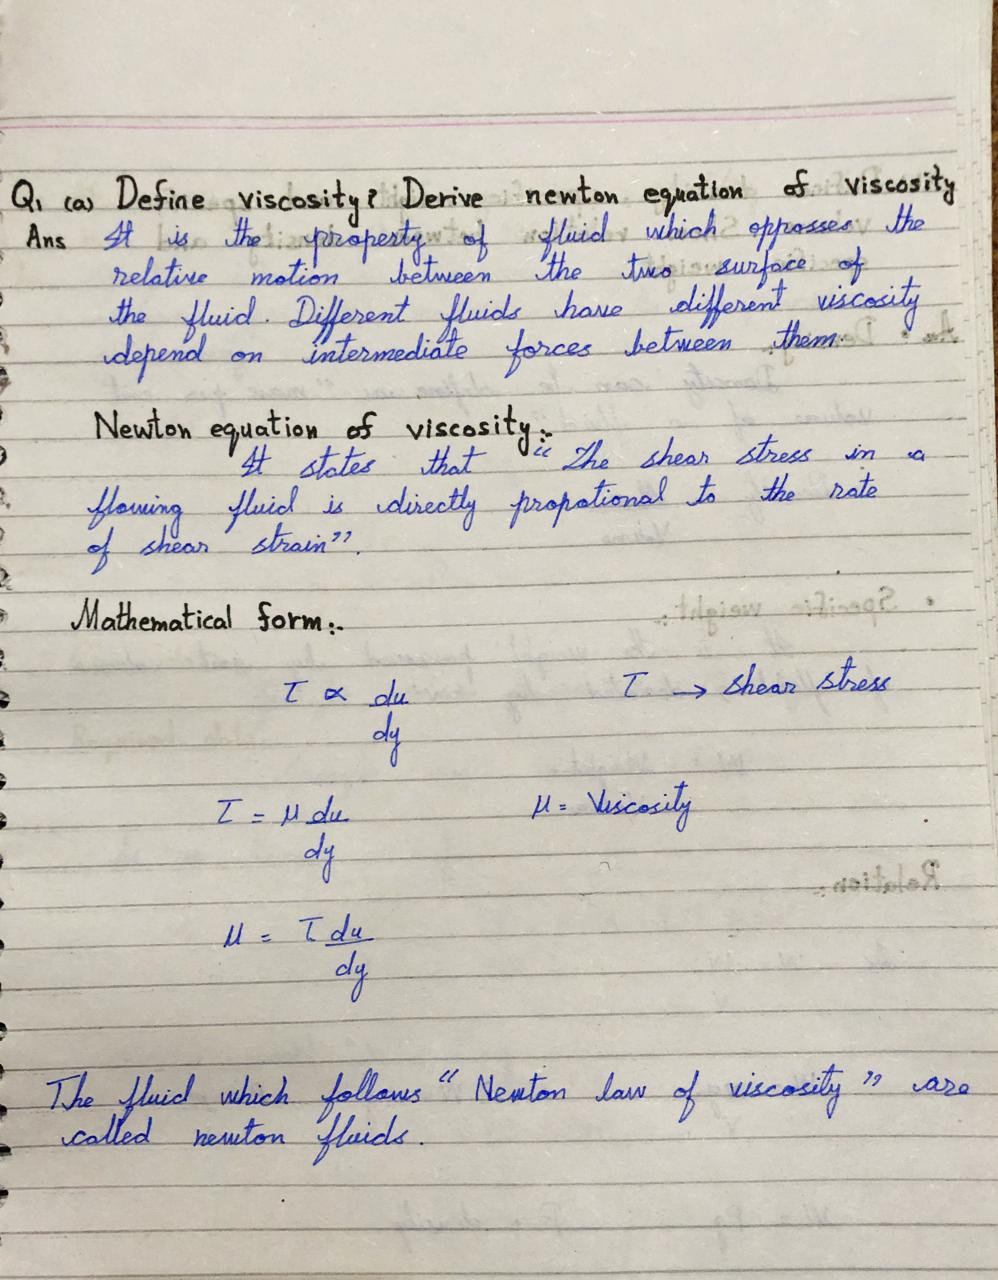 Q1 (a) Define viscosity? Derive newton equation of viscosity
Ans It is the property of fluid which opposses the
relative motion between the two surface of
the fluid. Different fluids have different viscosity
depend on intermediate forces between them.
Newton equation of viscosity:-
It states that "The shear stress in a
flowing fluid is directly propotional to the rate
of shear strain".
Mathematical form:-
τ ∝ du/dy τ → shear stress
τ = μ du/dy μ = Viscosity
μ = τ du/dy
The fluid which follows "Newton law of viscosity" are
called newton fluids.